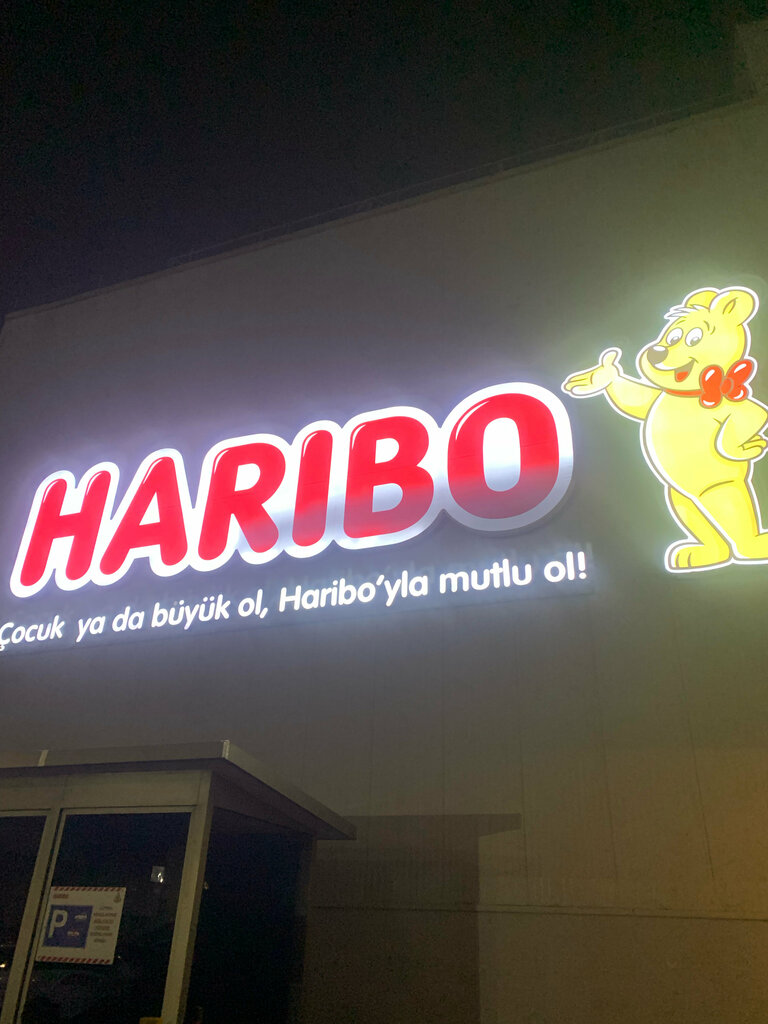 HARIBO
Çocuk ya da büyük ol, Haribo'yla mutlu ol!
P